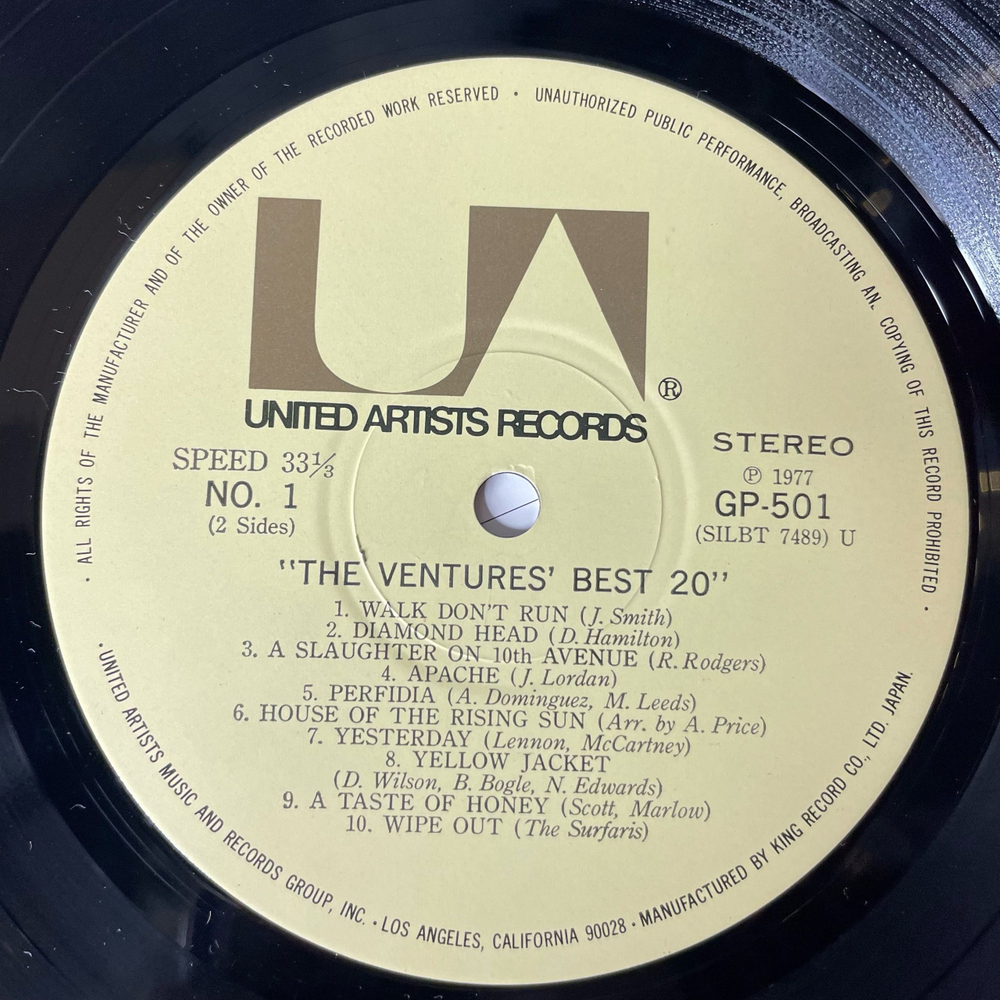 · ALL RIGHTS OF THE MANUFACTURER AND OF THE OWNER OF THE RECORDED WORK RESERVED · UNAUTHORIZED PUBLIC PERFORMANCE, BROADCASTING AN. COPYING OF THIS RECORD PROHIBITED ·
UA ®
UNITED ARTISTS RECORDS
SPEED 33⅓
NO. 1
(2 Sides)
STEREO
Ⓟ 1977
GP-501
(SILBT 7489) U
"THE VENTURES' BEST 20"
1. WALK DON'T RUN (J. Smith)
2. DIAMOND HEAD (D. Hamilton)
3. A SLAUGHTER ON 10th AVENUE (R. Rodgers)
4. APACHE (J. Lordan)
5. PERFIDIA (A. Dominguez, M. Leeds)
6. HOUSE OF THE RISING SUN (Arr. by A. Price)
7. YESTERDAY (Lennon, McCartney)
8. YELLOW JACKET
(D. Wilson, B. Bogle, N. Edwards)
9. A TASTE OF HONEY (Scott, Marlow)
10. WIPE OUT (The Surfaris)
·UNITED ARTISTS MUSIC AND RECORDS GROUP, INC. · LOS ANGELES, CALIFORNIA 90028 · MANUFACTURED BY KING RECORD CO., LTD. JAPAN.